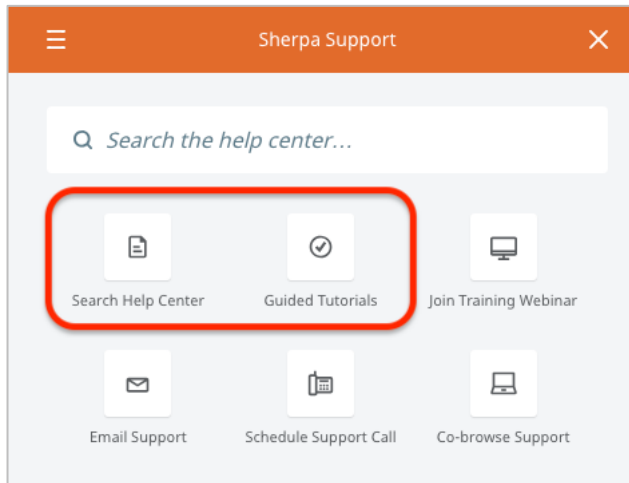 Sherpa Support
Search the help center...
Search Help Center Guided Tutorials Join Training Webinar
Email Support Schedule Support Call Co-browse Support